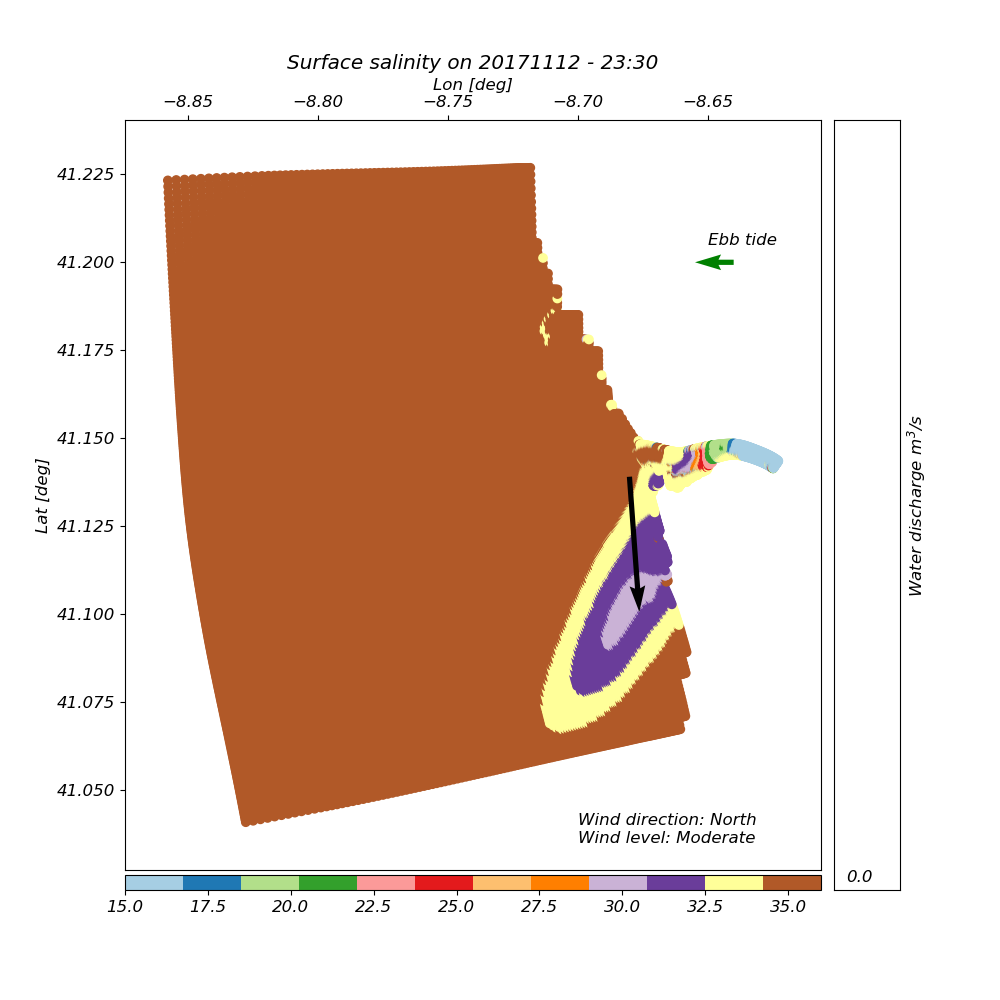 Surface salinity on 20171112 - 23:30
Lon [deg]
−8.85 −8.80 −8.75 −8.70 −8.65
41.225
41.200
41.175
41.150
41.125
41.100
41.075
41.050
Lat [deg]
Ebb tide
Wind direction: North
Wind level: Moderate
15.0 17.5 20.0 22.5 25.0 27.5 30.0 32.5 35.0
0.0
Water discharge m³/s